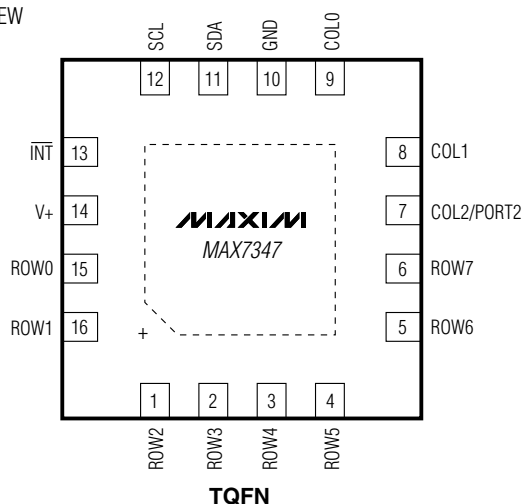 EW
SCL
SDA
GND
COL0
12
11
10
9
INT 13
8 COL1
V+ 14
7 COL2/PORT2
MAXIM
MAX7347
ROW0 15
6 ROW7
ROW1 16
5 ROW6
+
1
2
3
4
ROW2
ROW3
ROW4
ROW5
TQFN